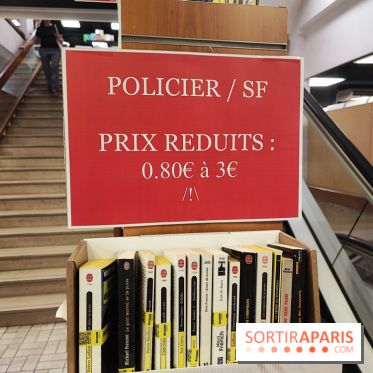 POLICIER / SF
PRIX REDUITS :
0.80€ à 3€
/!\
SORTIRAPARIS
.com